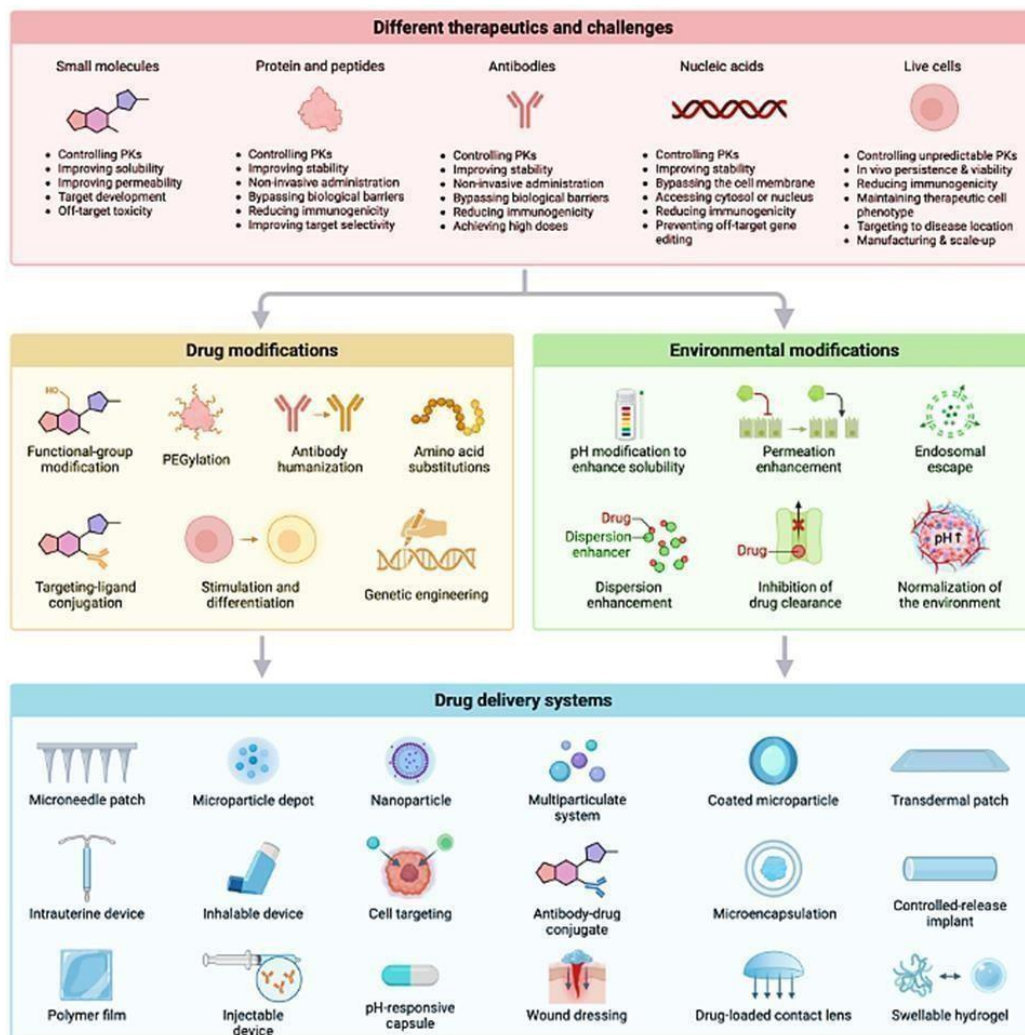 Different therapeutics and challenges
Small molecules
• Controlling PKs
• Improving solubility
• Improving permeability
• Target development
• Off-target toxicity
Protein and peptides
• Controlling PKs
• Improving stability
• Non-invasive administration
• Bypassing biological barriers
• Reducing immunogenicity
• Improving target selectivity
Antibodies
• Controlling PKs
• Improving stability
• Non-invasive administration
• Bypassing biological barriers
• Reducing immunogenicity
• Achieving high doses
Nucleic acids
• Controlling PKs
• Improving stability
• Bypassing the cell membrane
• Accessing cytosol or nucleus
• Reducing immunogenicity
• Preventing off-target gene
editing
Live cells
• Controlling unpredictable PKs
• In vivo persistence & viability
• Reducing immunogenicity
• Maintaining therapeutic cell
phenotype
• Targeting to disease location
• Manufacturing & scale-up
Drug modifications
HO
Functional-group
modification
PEGylation
Antibody
humanization
Amino acid
substitutions
Targeting-ligand
conjugation
Stimulation and
differentiation
Genetic engineering
Environmental modifications
pH modification to
enhance solubility
Permeation
enhancement
Endosomal
escape
Drug
Dispersion
enhancer
Dispersion
enhancement
Drug
Inhibition of
drug clearance
pH↑
Normalization of
the environment
Drug delivery systems
Microneedle patch
Microparticle depot
Nanoparticle
Multiparticulate
system
Coated microparticle
Transdermal patch
Intrauterine device
Inhalable device
Cell targeting
Antibody-drug
conjugate
Microencapsulation
Controlled-release
implant
Polymer film
Injectable
device
pH-responsive
capsule
Wound dressing
Drug-loaded contact lens
Swellable hydrogel